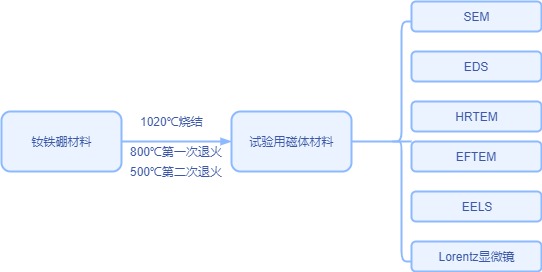 SEM
EDS
HRTEM
EFTEM
EELS
Lorentz显微镜
钕铁硼材料
1020℃烧结
800℃第一次退火
500℃第二次退火
试验用磁体材料